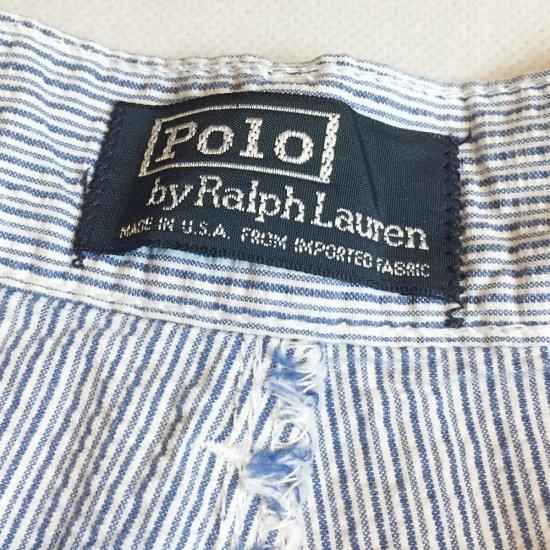 Polo
by Ralph Lauren
MADE IN U.S.A. FROM IMPORTED FABRIC